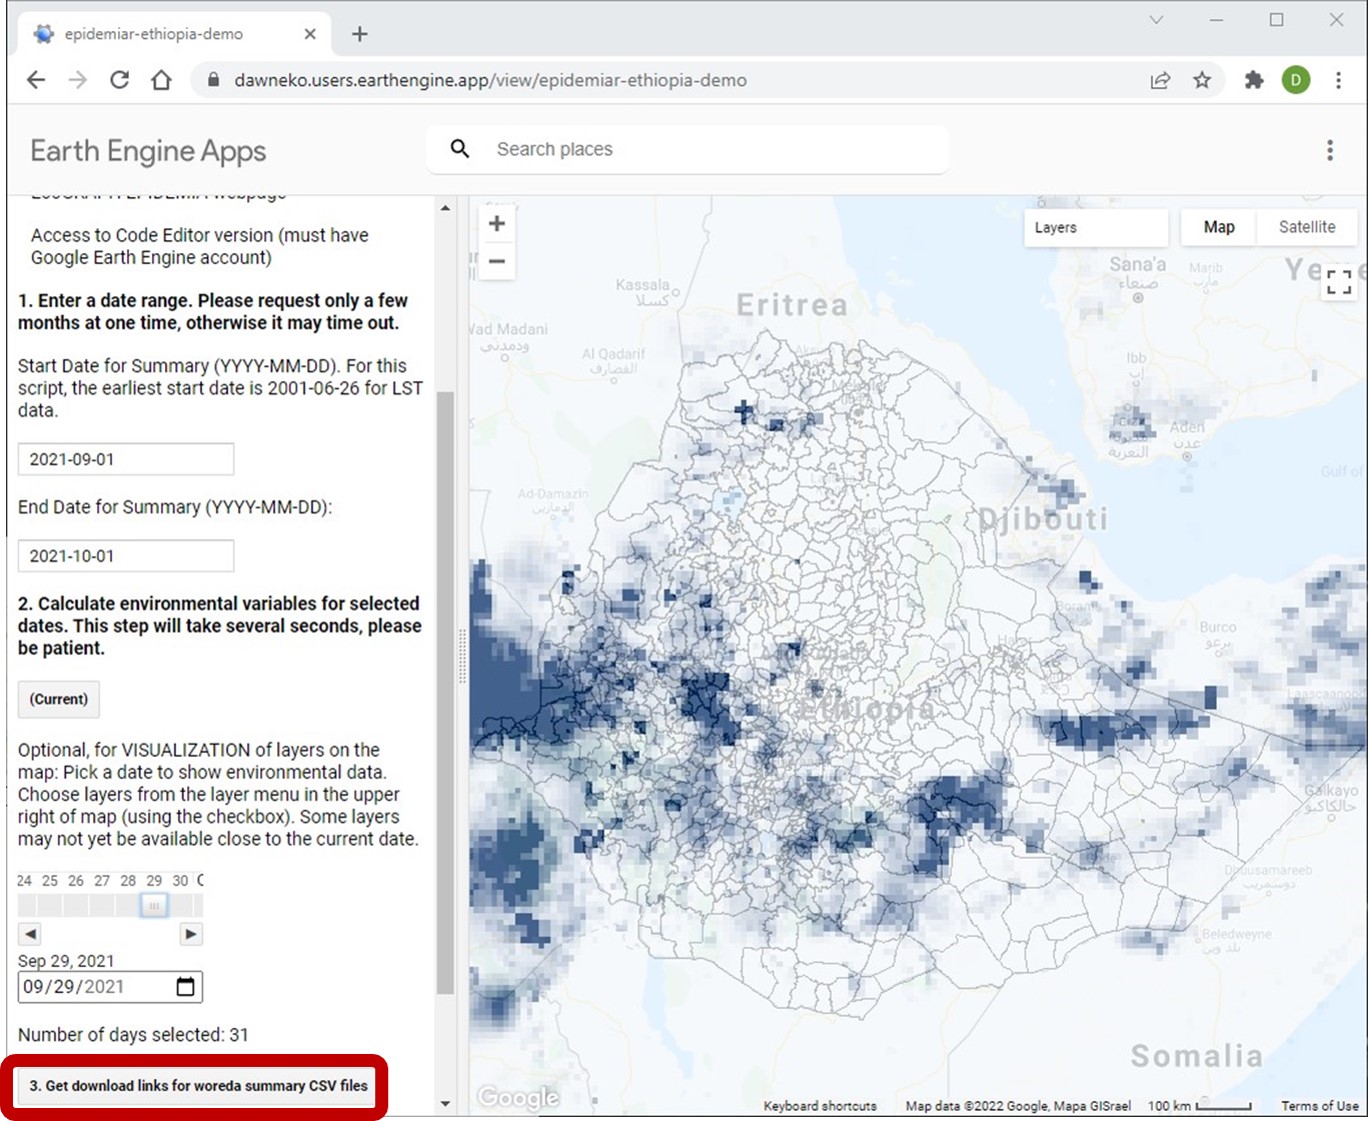 epidemiar-ethiopia-demo
dawneko.users.earthengine.app/view/epidemiar-ethiopia-demo
D
Earth Engine Apps
Search places
webpage
Access to Code Editor version (must have
Google Earth Engine account)
1. Enter a date range. Please request only a few
months at one time, otherwise it may time out.
Start Date for Summary (YYYY-MM-DD). For this
script, the earliest start date is 2001-06-26 for LST
data.
2021-09-01
End Date for Summary (YYYY-MM-DD):
2021-10-01
2. Calculate environmental variables for selected
dates. This step will take several seconds, please
be patient.
(Current)
Optional, for VISUALIZATION of layers on the
map: Pick a date to show environmental data.
Choose layers from the layer menu in the upper
right of map (using the checkbox). Some layers
may not yet be available close to the current date.
24 25 26 27 28 29 30
Sep 29, 2021
09/29/2021
Number of days selected: 31
3. Get download links for woreda summary CSV files
Layers
Map
Satellite
Sana'a
صنعاء
Marib
مأرب
Kassala
كسلا
Eritrea
Wad Madani
ودمدني
Al Qadarif
القضارف
Ibb
إب
Aden
عدن
Gulf of
Ad-Damazin
الدمازين
Djibouti
Burco
برعو
Ethiopia
Galkayo
Dhuusamareeb
دوستمريب
Beledweyne
بلد وين
Somalia
Google
Keyboard shortcuts
Map data ©2022 Google, Mapa GISrael
100 km
Terms of Use